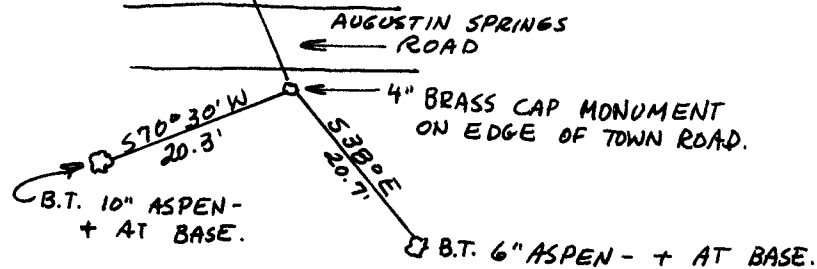 AUGUSTIN SPRINGS
ROAD
4" BRASS CAP MONUMENT
ON EDGE OF TOWN ROAD.
S70°30'W
20.3'
S38°E
20.7'
B.T. 10" ASPEN-
+ AT BASE.
B.T. 6" ASPEN- + AT BASE.